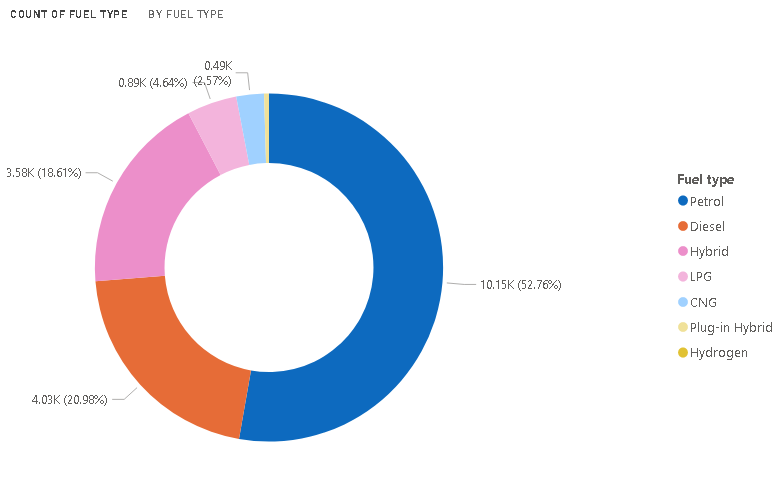 COUNT OF FUEL TYPE BY FUEL TYPE
0.49K
(2.57%)
0.89K (4.64%)
3.58K (18.61%)
10.15K (52.76%)
4.03K (20.98%)
Fuel type
Petrol
Diesel
Hybrid
LPG
CNG
Plug-in Hybrid
Hydrogen